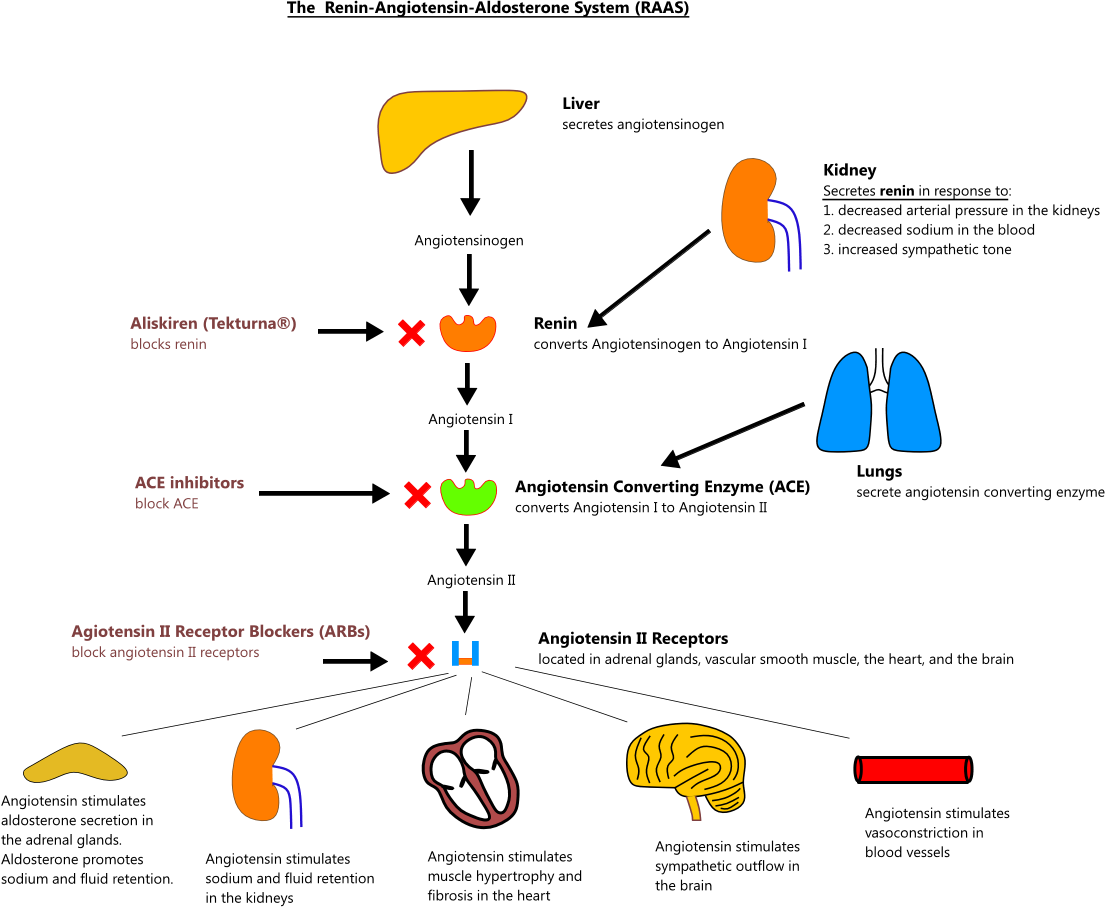 The  Renin-Angiotensin-Aldosterone System (RAAS)
Liver
secretes angiotensinogen
Kidney
Secretes renin in response to:
1. decreased arterial pressure in the kidneys
2. decreased sodium in the blood
3. increased sympathetic tone
Angiotensinogen
Aliskiren (Tekturna®)
blocks renin
Renin
converts Angiotensinogen to Angiotensin I
Angiotensin I
Lungs
secrete angiotensin converting enzyme
ACE inhibitors
block ACE
Angiotensin Converting Enzyme (ACE)
converts Angiotensin I to Angiotensin II
Angiotensin II
Agiotensin II Receptor Blockers (ARBs)
block angiotensin II receptors
Angiotensin II Receptors
located in adrenal glands, vascular smooth muscle, the heart, and the brain
Angiotensin stimulates
aldosterone secretion in
the adrenal glands.
Aldosterone promotes
sodium and fluid retention.
Angiotensin stimulates
sodium and fluid retention
in the kidneys
Angiotensin stimulates
muscle hypertrophy and
fibrosis in the heart
Angiotensin stimulates
sympathetic outflow in
the brain
Angiotensin stimulates
vasoconstriction in
blood vessels